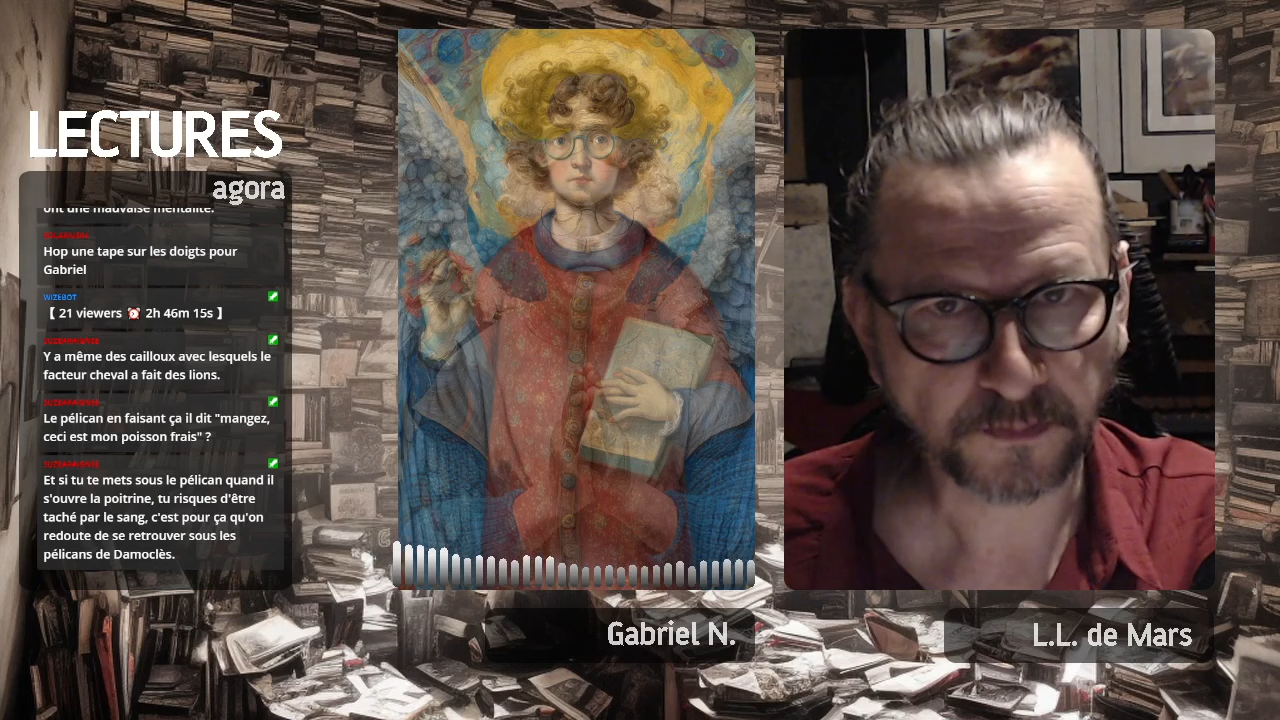 LECTURES
agora
ont une mauvaise mentalité.
Hop une tape sur les doigts pour
Gabriel
WIZEBOT
【 21 viewers ⏰ 2h 46m 15s 】
Y a même des cailloux avec lesquels le
facteur cheval a fait des lions.
Le pélican en faisant ça il dit "mangez,
ceci est mon poisson frais" ?
Et si tu te mets sous le pélican quand il
s'ouvre la poitrine, tu risques d'être
taché par le sang, c'est pour ça qu'on
redoute de se retrouver sous les
pélicans de Damoclès.
Gabriel N.
L.L. de Mars